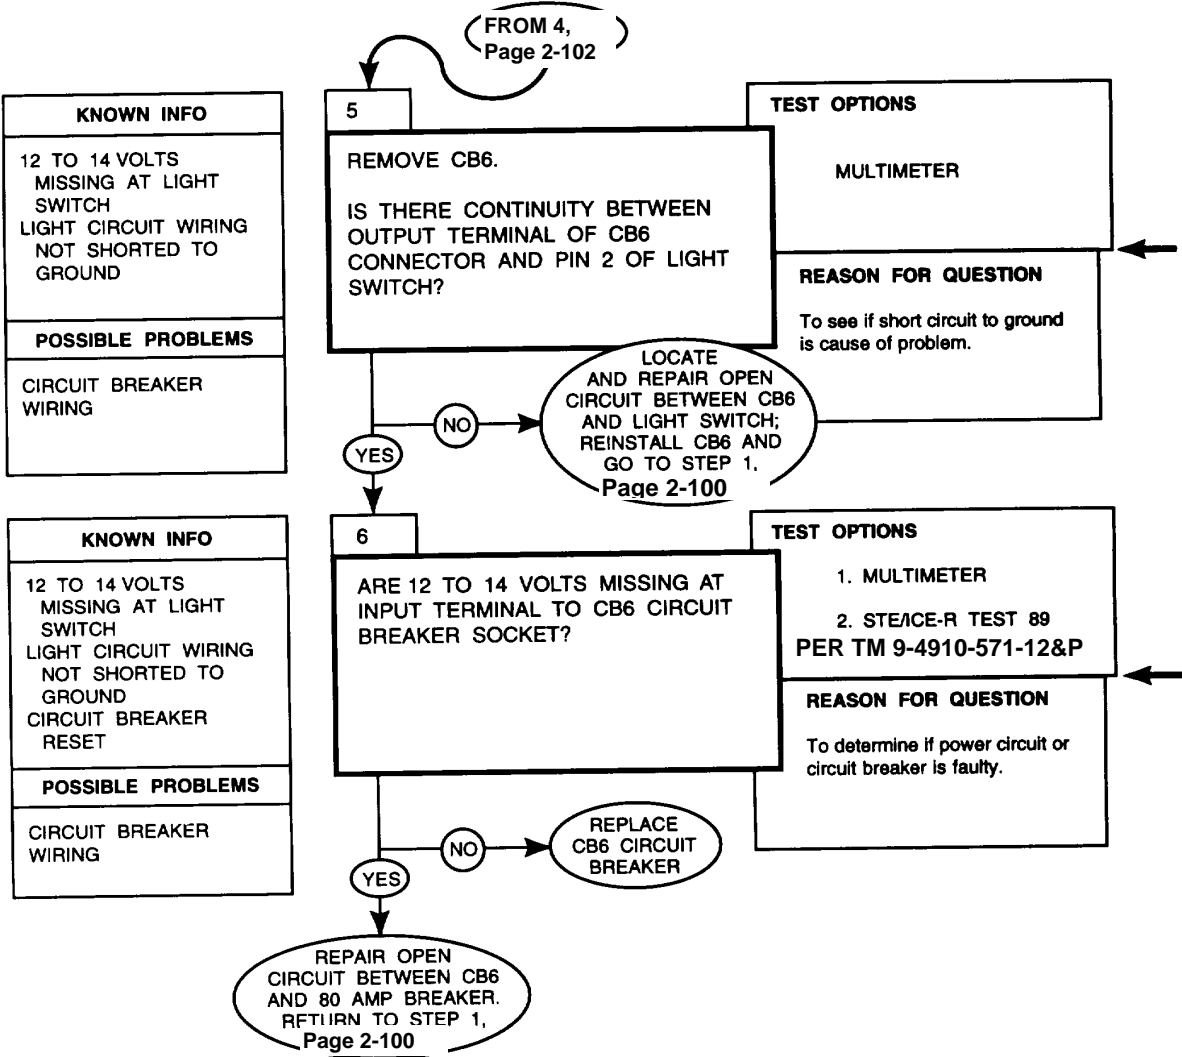 FROM 4,
Page 2-102
KNOWN INFO
12 TO 14 VOLTS
MISSING AT LIGHT
SWITCH
LIGHT CIRCUIT WIRING
NOT SHORTED TO
GROUND
POSSIBLE PROBLEMS
CIRCUIT BREAKER
WIRING
5
REMOVE CB6.
IS THERE CONTINUITY BETWEEN
OUTPUT TERMINAL OF CB6
CONNECTOR AND PIN 2 OF LIGHT
SWITCH?
TEST OPTIONS
MULTIMETER
REASON FOR QUESTION
To see if short circuit to ground
is cause of problem.
NO
LOCATE
AND REPAIR OPEN
CIRCUIT BETWEEN CB6
AND LIGHT SWITCH;
REINSTALL CB6 AND
GO TO STEP 1,
Page 2-100
YES
KNOWN INFO
12 TO 14 VOLTS
MISSING AT LIGHT
SWITCH
LIGHT CIRCUIT WIRING
NOT SHORTED TO
GROUND
CIRCUIT BREAKER
RESET
POSSIBLE PROBLEMS
CIRCUIT BREAKER
WIRING
6
ARE 12 TO 14 VOLTS MISSING AT
INPUT TERMINAL TO CB6 CIRCUIT
BREAKER SOCKET?
TEST OPTIONS
1. MULTIMETER
2. STE/ICE-R TEST 89
PER TM 9-4910-571-12&P
REASON FOR QUESTION
To determine if power circuit or
circuit breaker is faulty.
NO
REPLACE
CB6 CIRCUIT
BREAKER
YES
REPAIR OPEN
CIRCUIT BETWEEN CB6
AND 80 AMP BREAKER.
RETURN TO STEP 1,
Page 2-100